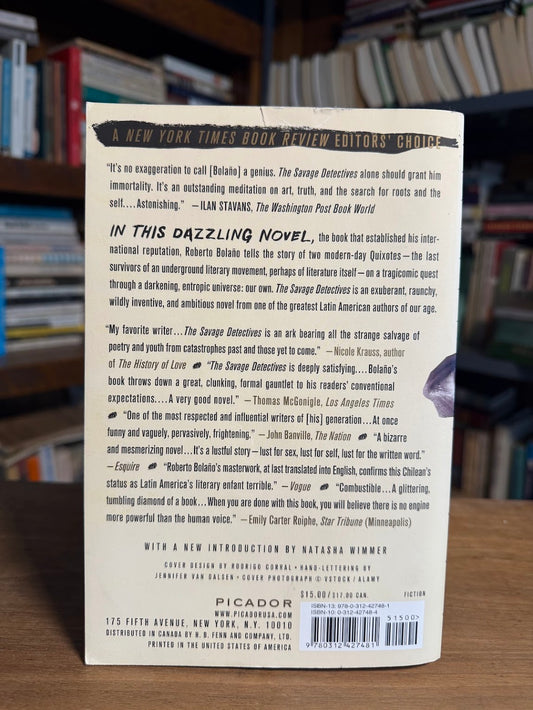 A NEW YORK TIMES BOOK REVIEW EDITORS' CHOICE
"It's no exaggeration to call [Bolaño] a genius. The Savage Detectives alone should grant him
immortality. It's an outstanding meditation on art, truth, and the search for roots and the
self....Astonishing." —ILAN STAVANS, The Washington Post Book World
IN THIS DAZZLING NOVEL, the book that established his inter-
national reputation, Roberto Bolaño tells the story of two modern-day Quixotes—the last
survivors of an underground literary movement, perhaps of literature itself—on a tragicomic quest
through a darkening, entropic universe: our own. The Savage Detectives is an exuberant, raunchy,
wildly inventive, and ambitious novel from one of the greatest Latin American authors of our age.
"My favorite writer...The Savage Detectives is an ark bearing all the strange salvage of
poetry and youth from catastrophes past and those yet to come." —Nicole Krauss, author
of The History of Love "The Savage Detectives is deeply satisfying....Bolaño's
book throws down a great, clunking, formal gauntlet to his readers' conventional
expectations....A very good novel." —Thomas McGonigle, Los Angeles Times
"One of the most respected and influential writers of [his] generation...At once
funny and vaguely, pervasively, frightening." —John Banville, The Nation "A bizarre
and mesmerizing novel...It's a lustful story—lust for sex, lust for self, lust for the written word."
—Esquire "Roberto Bolaño's masterwork, at last translated into English, confirms this Chilean's
status as Latin America's literary enfant terrible." —Vogue "Combustible...A glittering,
tumbling diamond of a book...When you are done with this book, you will believe there is no engine
more powerful than the human voice." —Emily Carter Roiphe, Star Tribune (Minneapolis)
WITH A NEW INTRODUCTION BY NATASHA WIMMER
COVER DESIGN BY RODRIGO CORRAL • HAND-LETTERING BY
JENNIFER VAN DALSEN • COVER PHOTOGRAPH © VSTOCK / ALAMY
$15.00/$17.00 CAN. FICTION
PICADOR
WWW.PICADORUSA.COM
175 FIFTH AVENUE, NEW YORK, N.Y. 10010
DISTRIBUTED IN CANADA BY H. B. FENN AND COMPANY, LTD.
PRINTED IN THE UNITED STATES OF AMERICA
ISBN-13: 978-0-312-42748-1
ISBN-10: 0-312-42748-4
51500>
9 780312 427481